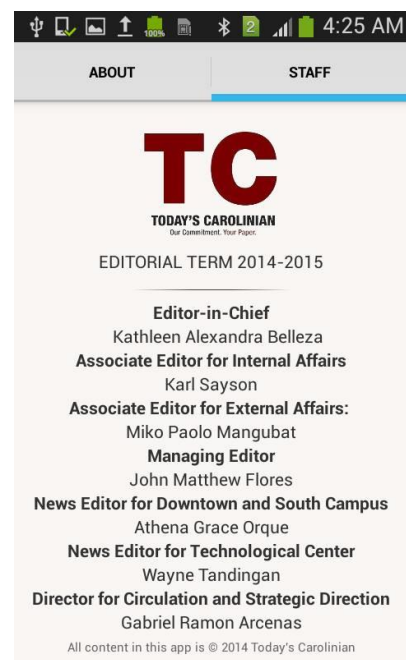 100%
2
4:25 AM
ABOUT
STAFF
TC
TODAY'S CAROLINIAN
Our Commitment. Your Paper.
EDITORIAL TERM 2014-2015
Editor-in-Chief
Kathleen Alexandra Belleza
Associate Editor for Internal Affairs
Karl Sayson
Associate Editor for External Affairs:
Miko Paolo Mangubat
Managing Editor
John Matthew Flores
News Editor for Downtown and South Campus
Athena Grace Orque
News Editor for Technological Center
Wayne Tandingan
Director for Circulation and Strategic Direction
Gabriel Ramon Arcenas
All content in this app is © 2014 Today's Carolinian